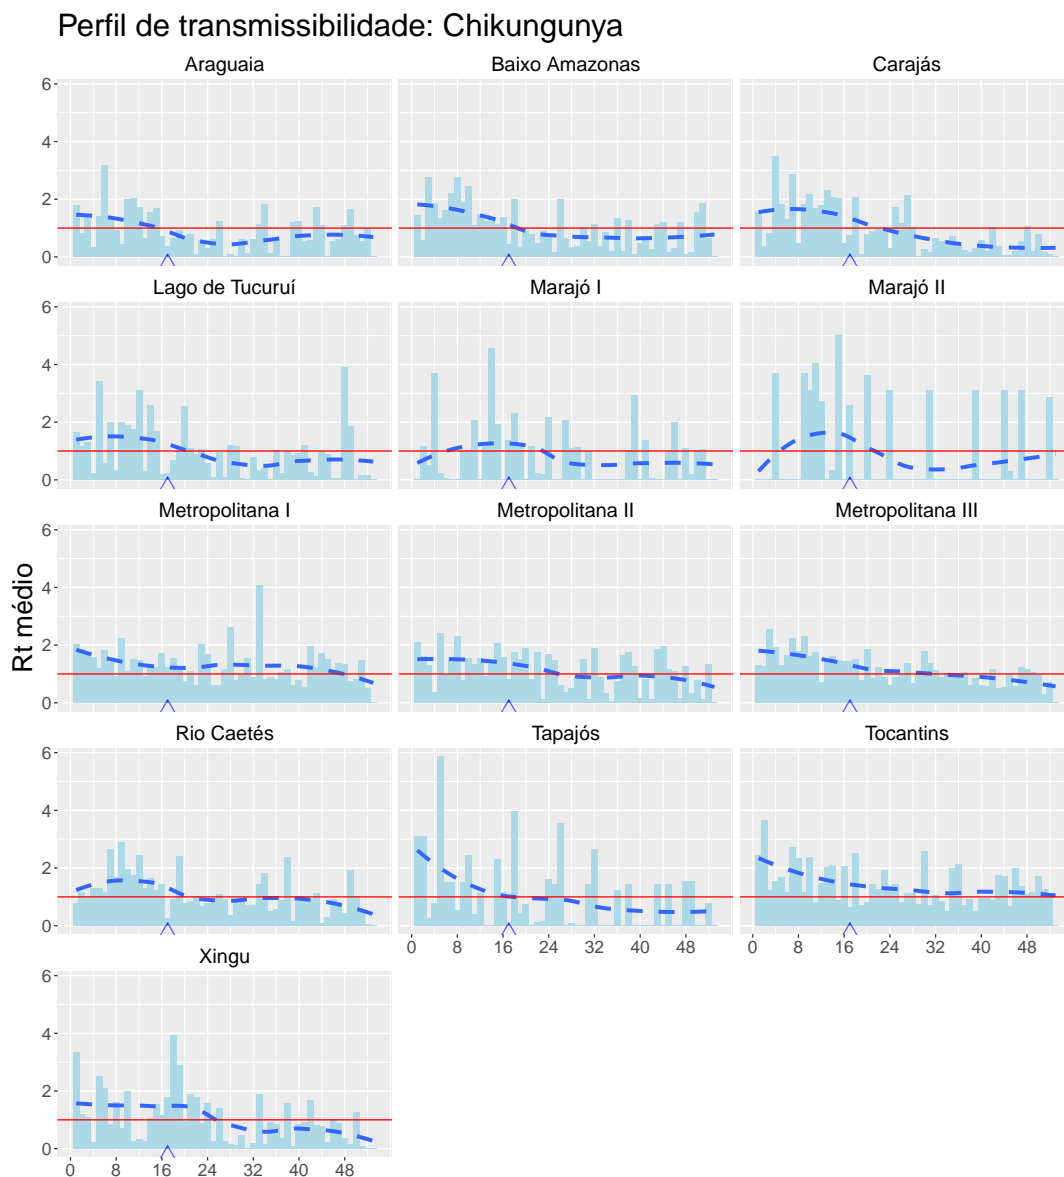 Perfil de transmissibilidade: Chikungunya
Araguaia Baixo Amazonas Carajás
6
4
2
0
Lago de Tucuruí Marajó I Marajó II
6
4
2
0
Metropolitana I Metropolitana II Metropolitana III
6
4
2
0
Rt médio
Rio Caetés Tapajós Tocantins
6
4
2
0
0 8 16 24 32 40 48 0 8 16 24 32 40 48
Xingu
6
4
2
0
0 8 16 24 32 40 48